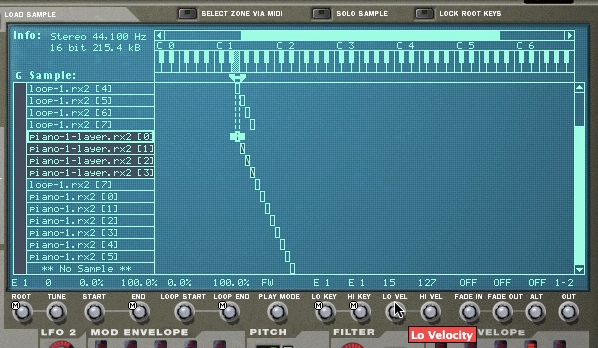 LOAD SAMPLE
SELECT ZONE VIA MIDI SOLO SAMPLE LOCK ROOT KEYS
Info: Stereo 44,100 Hz
16 bit 215.4 kB
C 0 C 1 C 2 C 3 C 4 C 5 C 6
G Sample:
loop-1.rx2 [4]
loop-1.rx2 [5]
loop-1.rx2 [6]
loop-1.rx2 [7]
piano-1-layer.rx2 [0]
piano-1-layer.rx2 [1]
piano-1-layer.rx2 [2]
piano-1-layer.rx2 [3]
loop-1.rx2 [7]
piano-1.rx2 [0]
piano-1.rx2 [1]
piano-1.rx2 [2]
piano-1.rx2 [3]
piano-1.rx2 [4]
piano-1.rx2 [5]
** No Sample **
E 1 0 0.0% 100.0% 0.0% 100.0% FW E 1 E 1 15 127 OFF OFF OFF 1-2
ROOT TUNE START END LOOP START LOOP END PLAY MODE LO KEY HI KEY LO VEL HI VEL FADE IN FADE OUT ALT OUT
M M M M M
Lo Velocity
LFO 2 MOD ENVELOPE PITCH FILTER VELOPE